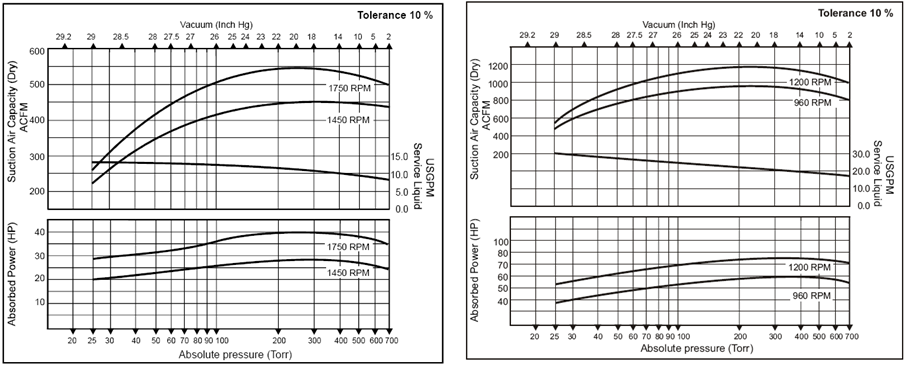 Tolerance 10 %
Vacuum (Inch Hg)
29.2 29 28.5 28 27.5 27 26 25 24 23 22 20 18 14 10 5 2
Suction Air Capacity (Dry)
ACFM
600
500
400
300
200
1750 RPM
1450 RPM
15.0
10.0
5.0
0.0
USGPM
Service Liquid
Absorbed Power (HP)
40
30
20
10
1750 RPM
1450 RPM
20 25 30 40 50 60 70 80 90 100 200 300 400 500 600 700
Absolute pressure (Torr)
Tolerance 10 %
Vacuum (Inch Hg)
29.2 29 28.5 28 27.5 27 26 25 24 23 22 20 18 14 10 5 2
Suction Air Capacity (Dry)
ACFM
1200
1000
800
600
400
200
1200 RPM
960 RPM
30.0
20.0
10.0
0.0
USGPM
Service Liquid
Absorbed Power (HP)
100
80
70
60
50
40
1200 RPM
960 RPM
20 25 30 40 50 60 70 80 90 100 200 300 400 500 600 700
Absolute pressure (Torr)